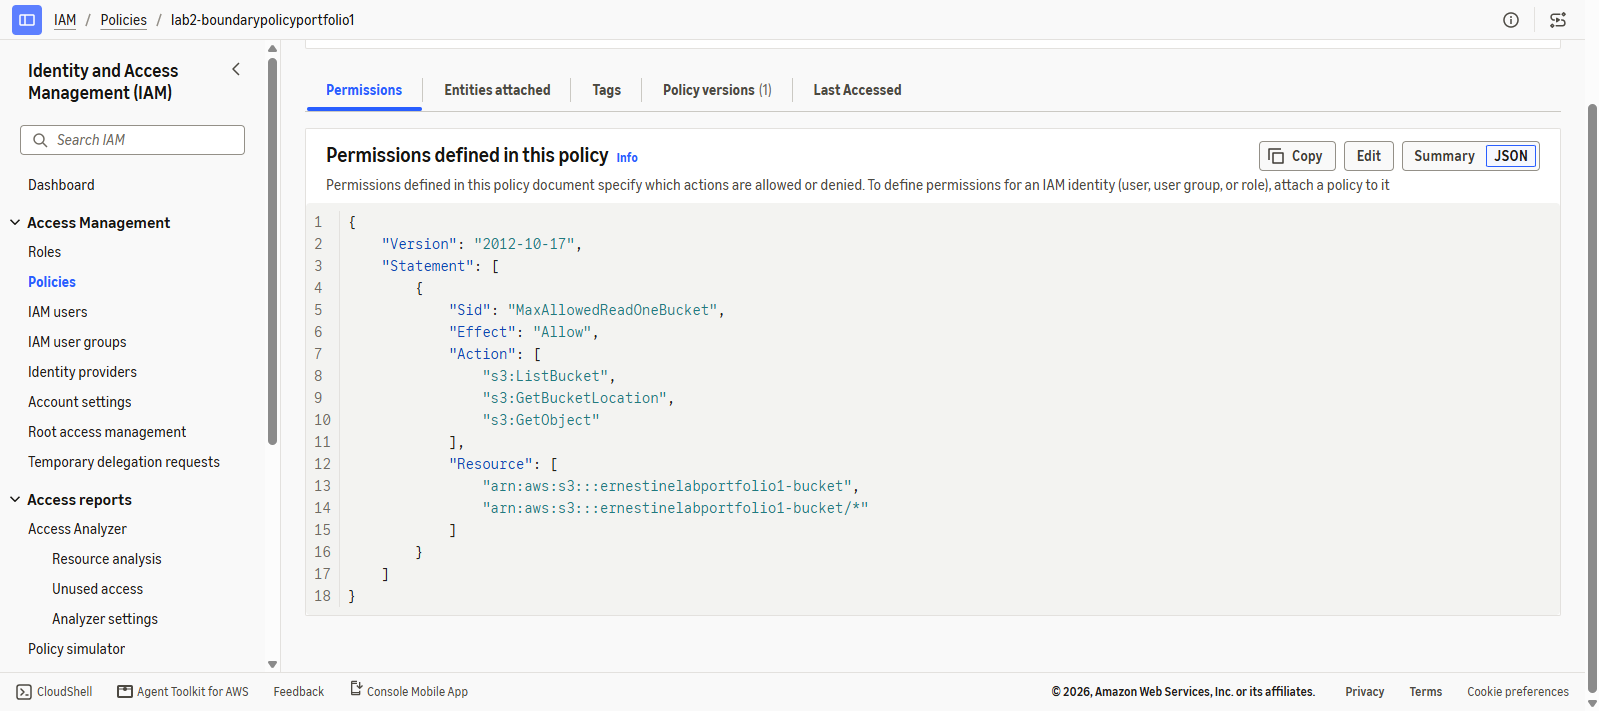 IAM / Policies / lab2-boundarypolicyportfolio1
Identity and Access
Management (IAM)
Search IAM
Dashboard
Access Management
Roles
Policies
IAM users
IAM user groups
Identity providers
Account settings
Root access management
Temporary delegation requests
Access reports
Access Analyzer
Resource analysis
Unused access
Analyzer settings
Policy simulator
Permissions
Entities attached
Tags
Policy versions (1)
Last Accessed
Permissions defined in this policy Info
Copy
Edit
Summary
JSON
Permissions defined in this policy document specify which actions are allowed or denied. To define permissions for an IAM identity (user, user group, or role), attach a policy to it
1 {
2     "Version": "2012-10-17",
3     "Statement": [
4         {
5             "Sid": "MaxAllowedReadOneBucket",
6             "Effect": "Allow",
7             "Action": [
8                 "s3:ListBucket",
9                 "s3:GetBucketLocation",
10                 "s3:GetObject"
11             ],
12             "Resource": [
13                 "arn:aws:s3:::ernestinelabportfolio1-bucket",
14                 "arn:aws:s3:::ernestinelabportfolio1-bucket/*"
15             ]
16         }
17     ]
18 }
CloudShell
Agent Toolkit for AWS
Feedback
Console Mobile App
© 2026, Amazon Web Services, Inc. or its affiliates.
Privacy
Terms
Cookie preferences